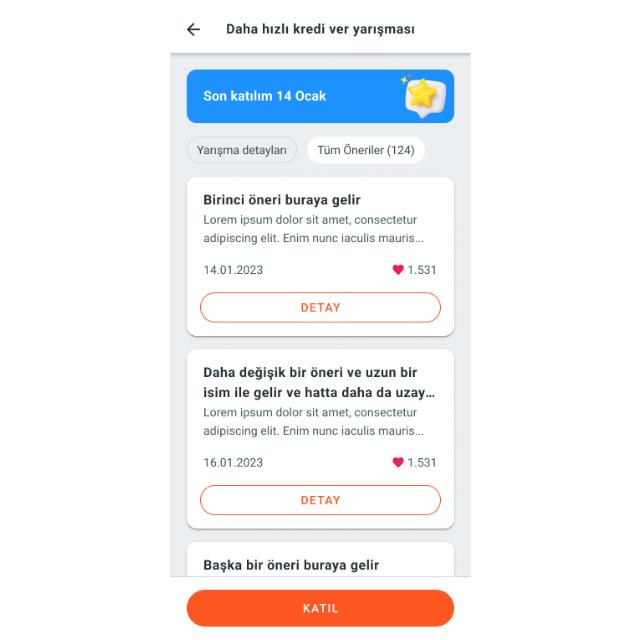 Daha hızlı kredi ver yarışması
Son katılım 14 Ocak
Yarışma detayları
Tüm Öneriler (124)
Birinci öneri buraya gelir
Lorem ipsum dolor sit amet, consectetur
adipiscing elit. Enim nunc iaculis mauris...
14.01.2023
1.531
DETAY
Daha değişik bir öneri ve uzun bir
isim ile gelir ve hatta daha da uzay...
Lorem ipsum dolor sit amet, consectetur
adipiscing elit. Enim nunc iaculis mauris...
16.01.2023
1.531
DETAY
Başka bir öneri buraya gelir
KATIL